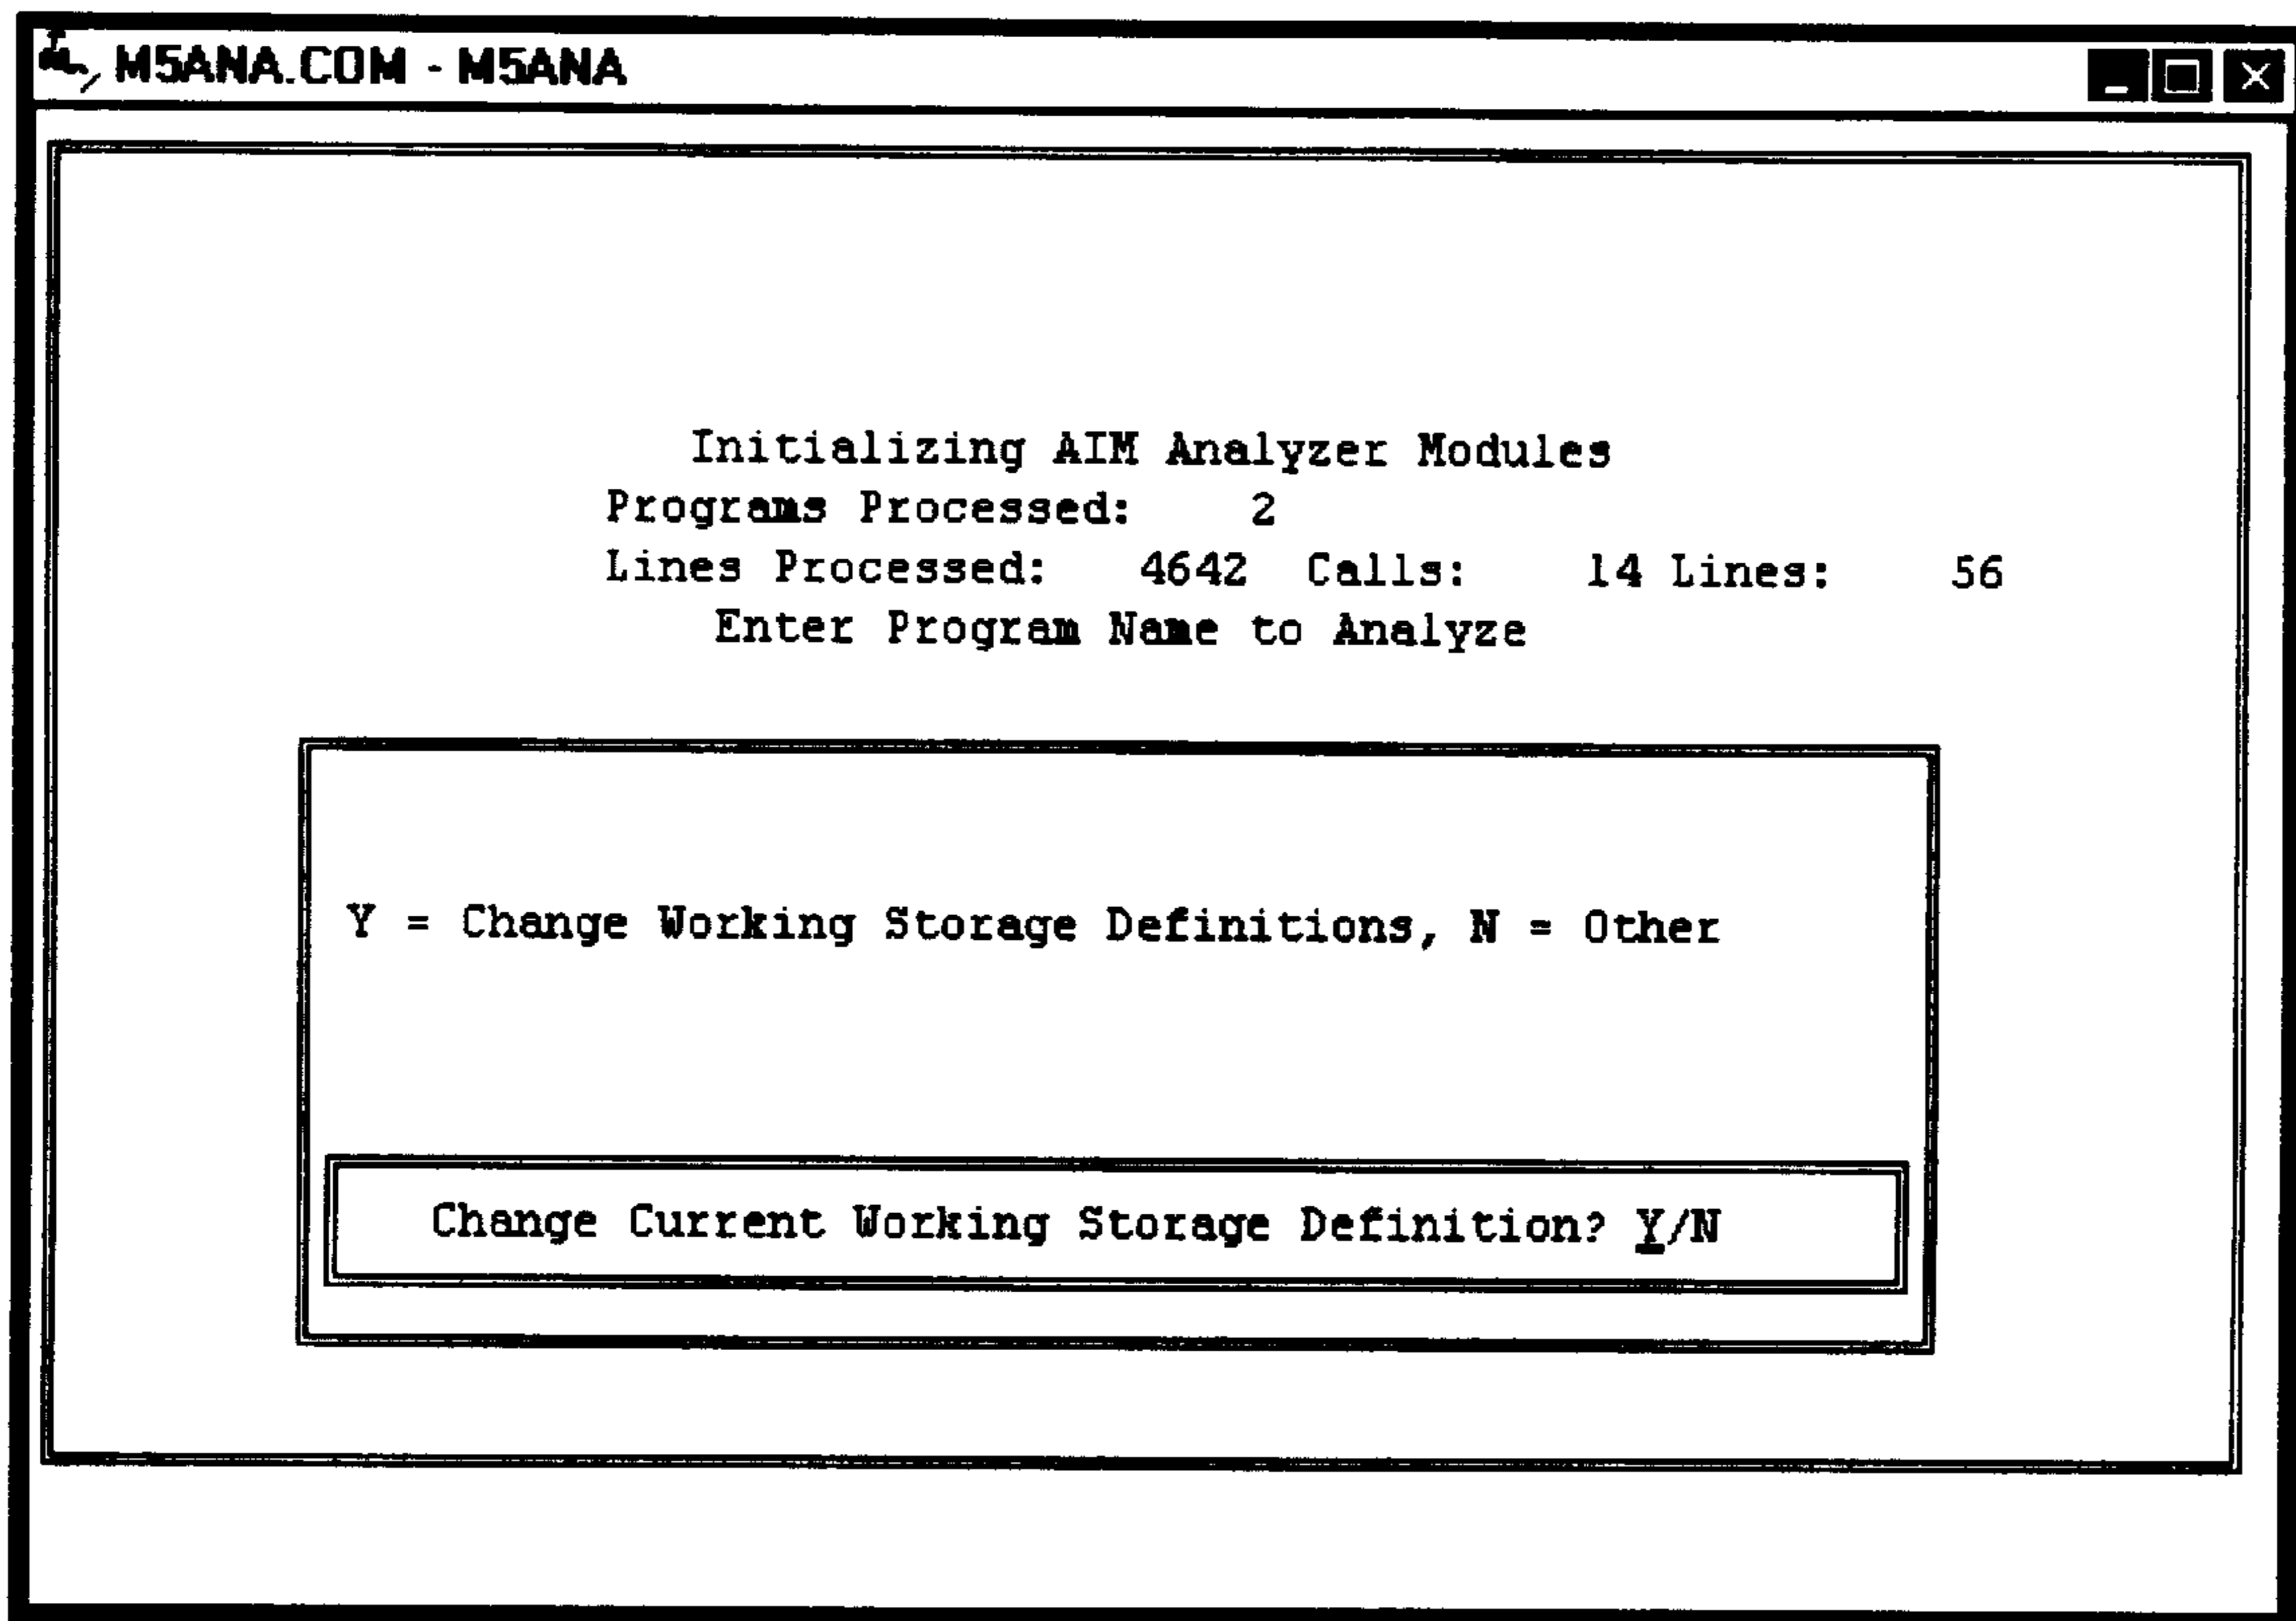 M5ANA.COM - M5ANA
Initializing AIM Analyzer Modules
Programs Processed: 2
Lines Processed: 4642 Calls: 14 Lines: 56
Enter Program Name to Analyze
Y = Change Working Storage Definitions, N = Other
Change Current Working Storage Definition? Y/N